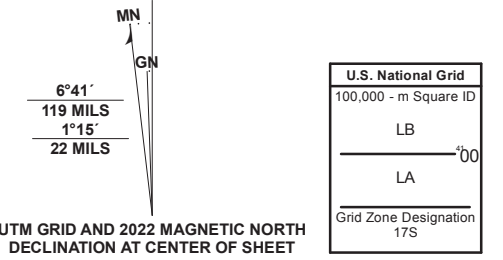 MN
GN
6°41´
119 MILS
1°15´
22 MILS
UTM GRID AND 2022 MAGNETIC NORTH
DECLINATION AT CENTER OF SHEET
U.S. National Grid
100,000 - m Square ID
LB
4100
LA
Grid Zone Designation
17S